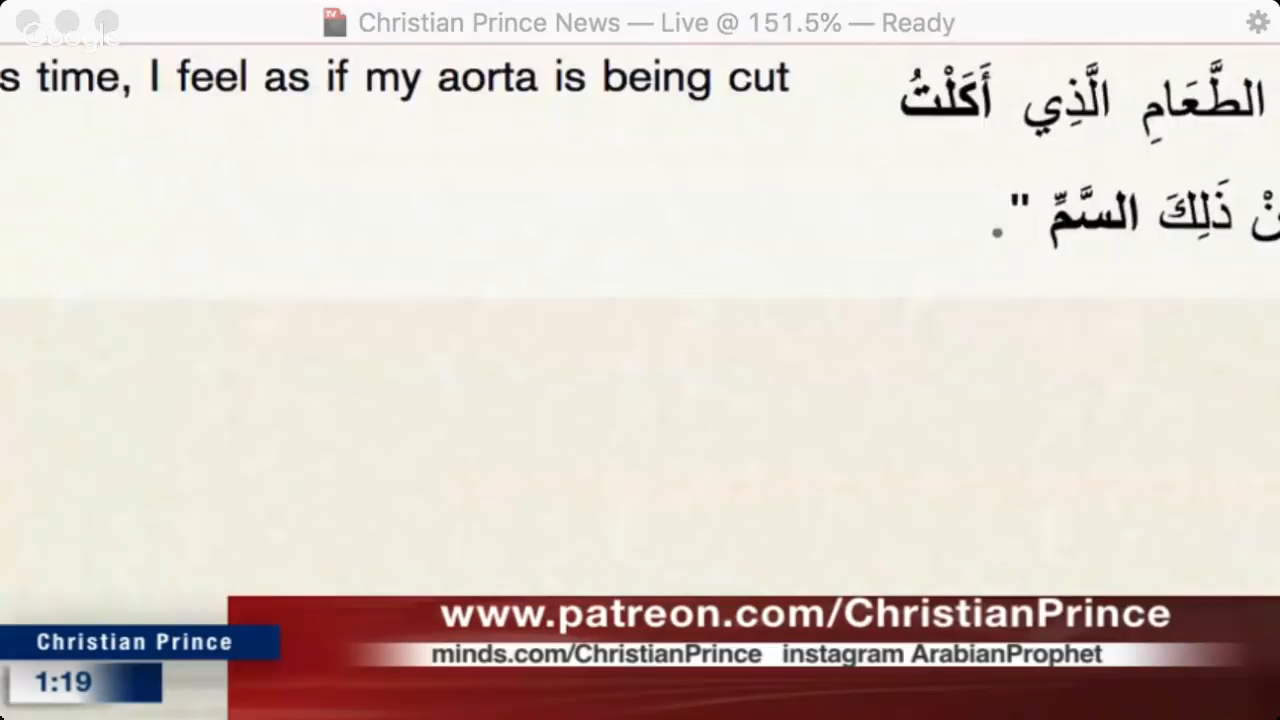 Christian Prince News — Live @ 151.5% — Ready
Google
s time, I feel as if my aorta is being cut
الطَّعَامِ الَّذِي أَكَلْتُ
نْ ذَلِكَ السَّمِّ ".
www.patreon.com/ChristianPrince
minds.com/ChristianPrince instagram ArabianProphet
Christian Prince
1:19